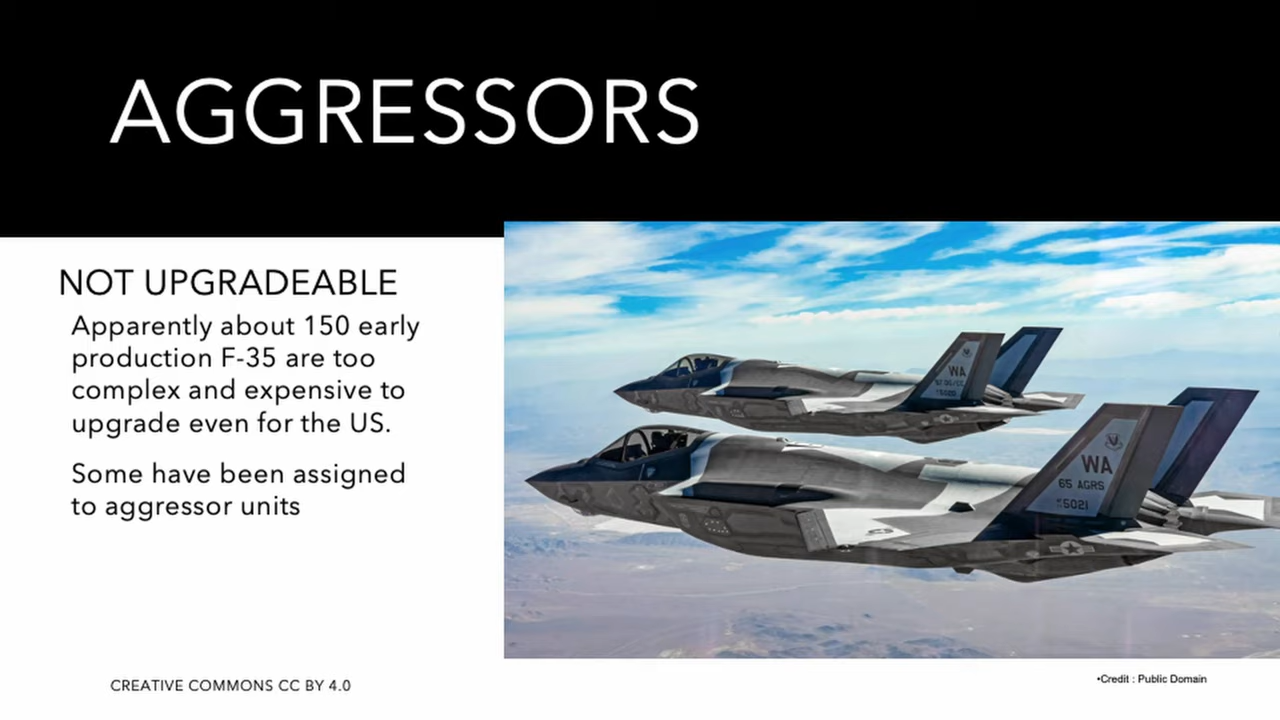 AGGRESSORS
NOT UPGRADEABLE
Apparently about 150 early
production F-35 are too
complex and expensive to
upgrade even for the US.
Some have been assigned
to aggressor units
WA
WA
65 AGRS
5021
CREATIVE COMMONS CC BY 4.0
•Credit : Public Domain